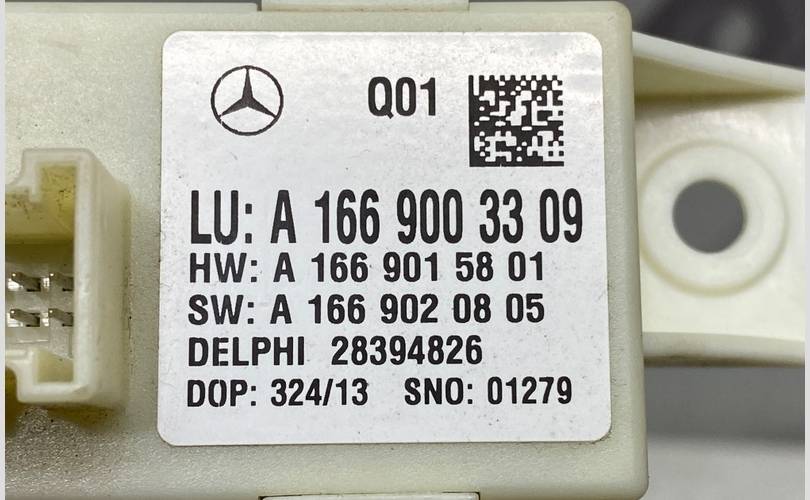 Q01
LU: A 166 900 33 09
HW: A 166 901 58 01
SW: A 166 902 08 05
DELPHI 28394826
DOP: 324/13 SNO: 01279